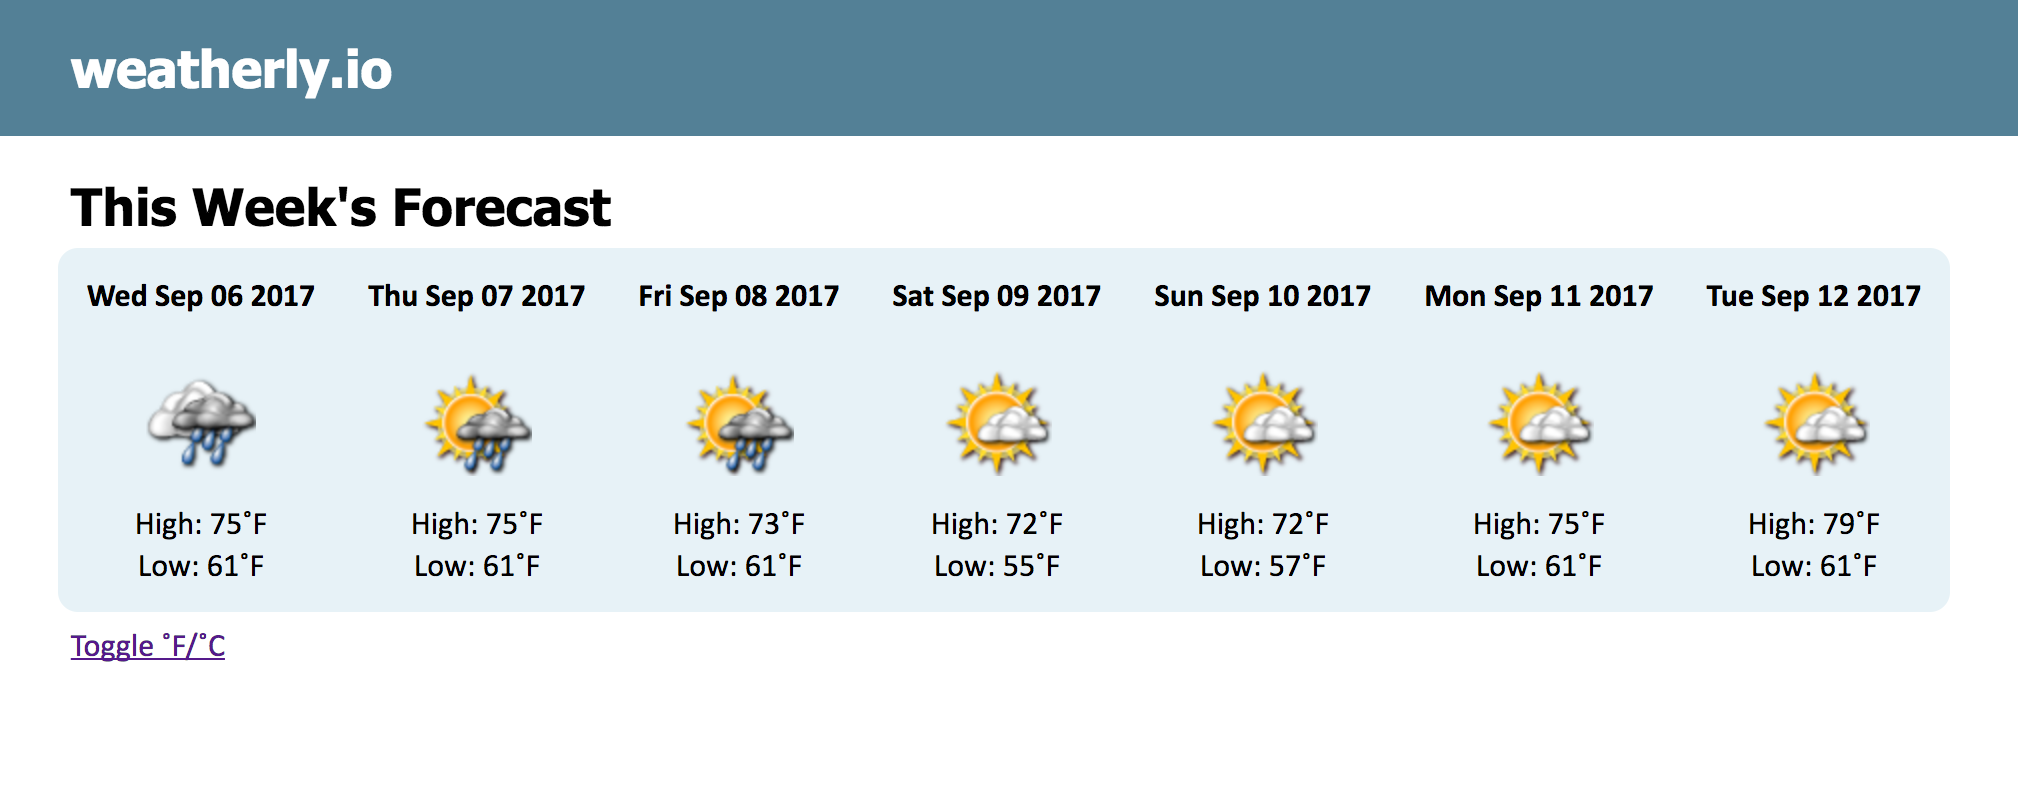 weatherly.io
This Week's Forecast
Wed Sep 06 2017 Thu Sep 07 2017 Fri Sep 08 2017 Sat Sep 09 2017 Sun Sep 10 2017 Mon Sep 11 2017 Tue Sep 12 2017
High: 75˚F High: 75˚F High: 73˚F High: 72˚F High: 72˚F High: 75˚F High: 79˚F
Low: 61˚F Low: 61˚F Low: 61˚F Low: 55˚F Low: 57˚F Low: 61˚F Low: 61˚F
Toggle ˚F/˚C